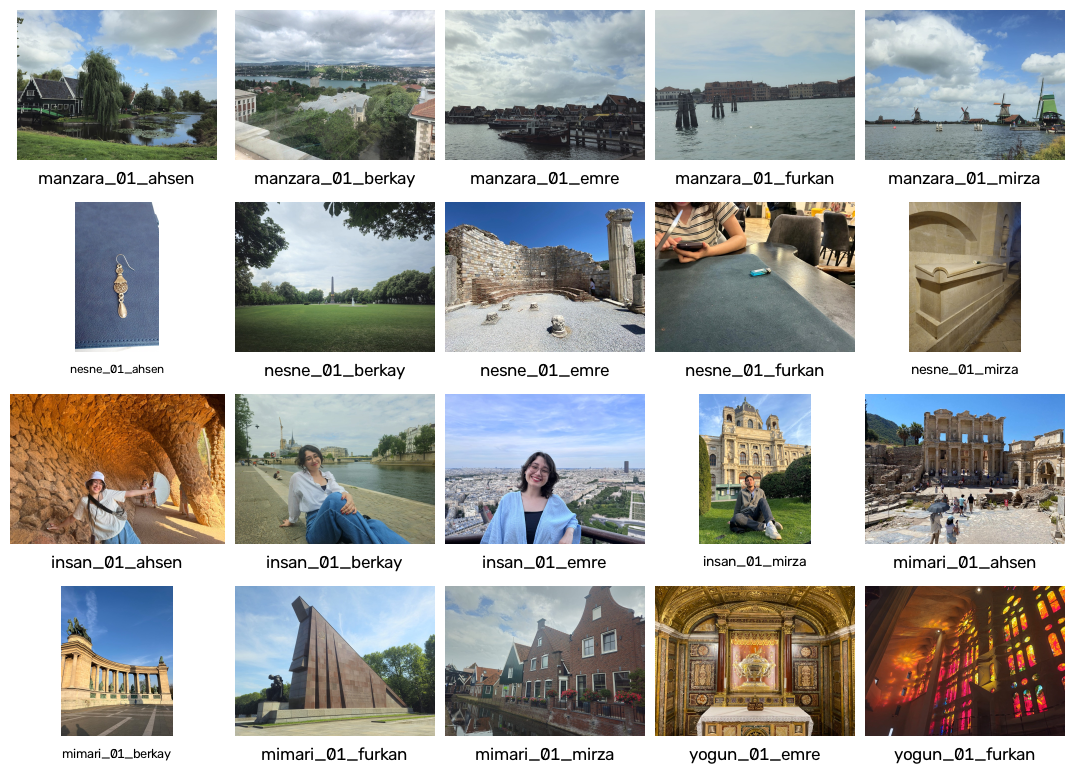 manzara_01_ahsen
manzara_01_berkay
manzara_01_emre
manzara_01_furkan
manzara_01_mirza
nesne_01_ahsen
nesne_01_berkay
nesne_01_emre
nesne_01_furkan
nesne_01_mirza
insan_01_ahsen
insan_01_berkay
insan_01_emre
insan_01_mirza
mimari_01_ahsen
mimari_01_berkay
mimari_01_furkan
mimari_01_mirza
yogun_01_emre
yogun_01_furkan